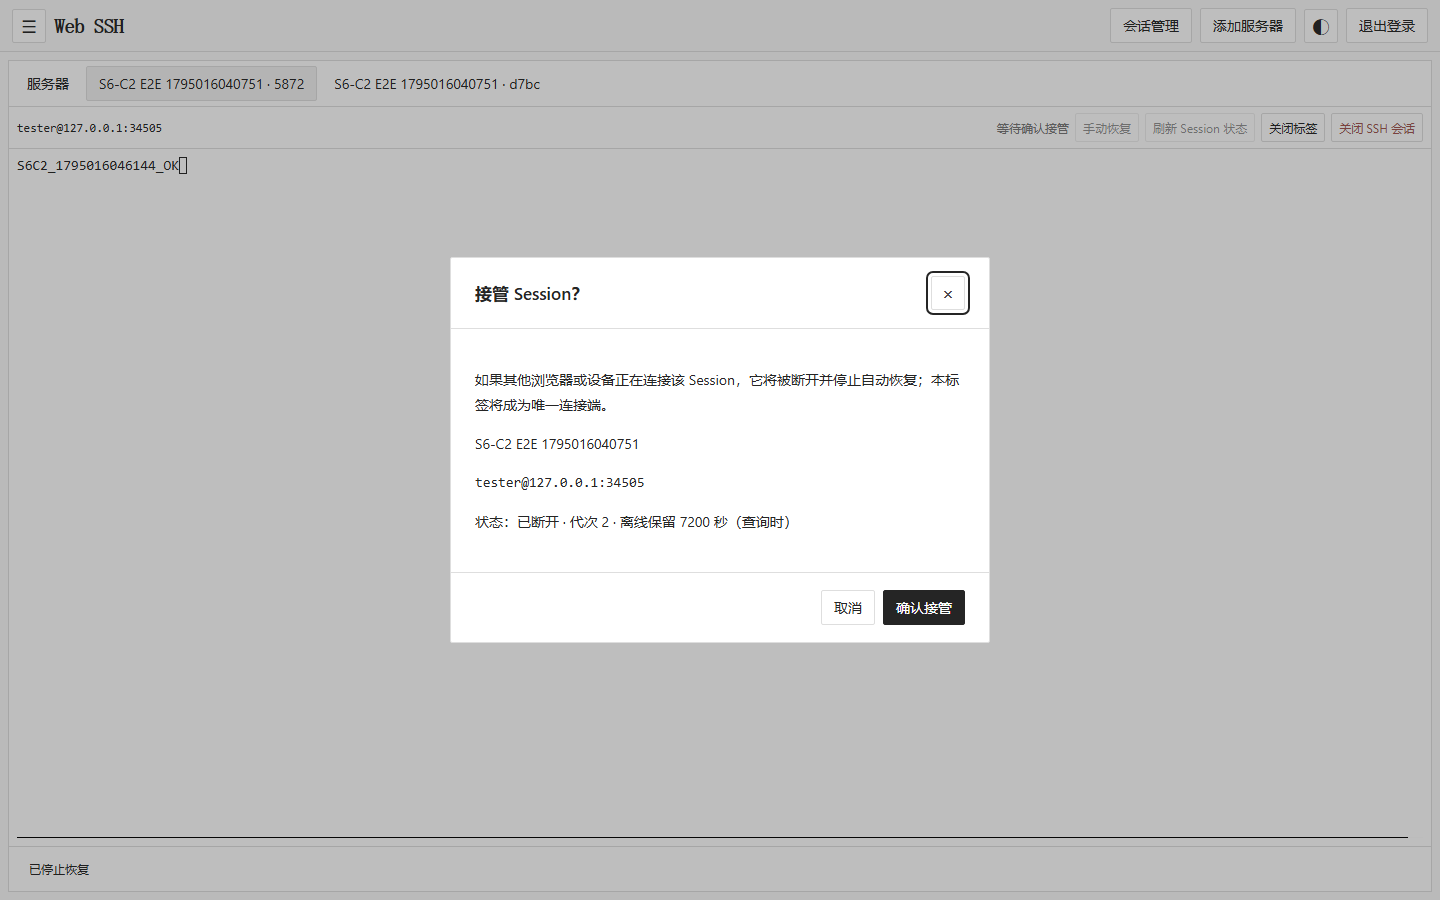 ☰ Web SSH 会话管理 添加服务器 退出登录
服务器 S6-C2 E2E 1795016040751 · 5872 S6-C2 E2E 1795016040751 · d7bc
tester@127.0.0.1:34505 等待确认接管 手动恢复 刷新 Session 状态 关闭标签 关闭 SSH 会话
S6C2_1795016046144_OK
接管 Session? ×
如果其他浏览器或设备正在连接该 Session，它将被断开并停止自动恢复；本标
签将成为唯一连接端。
S6-C2 E2E 1795016040751
tester@127.0.0.1:34505
状态：已断开 · 代次 2 · 离线保留 7200 秒（查询时）
取消 确认接管
已停止恢复